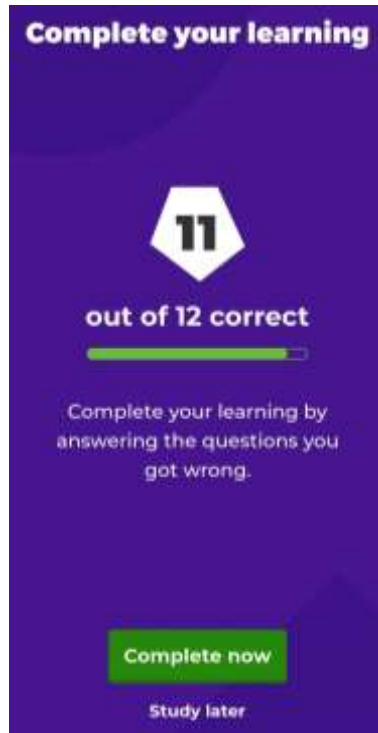 Complete your learning
11
out of 12 correct
Complete your learning by
answering the questions you
got wrong.
Complete now
Study later